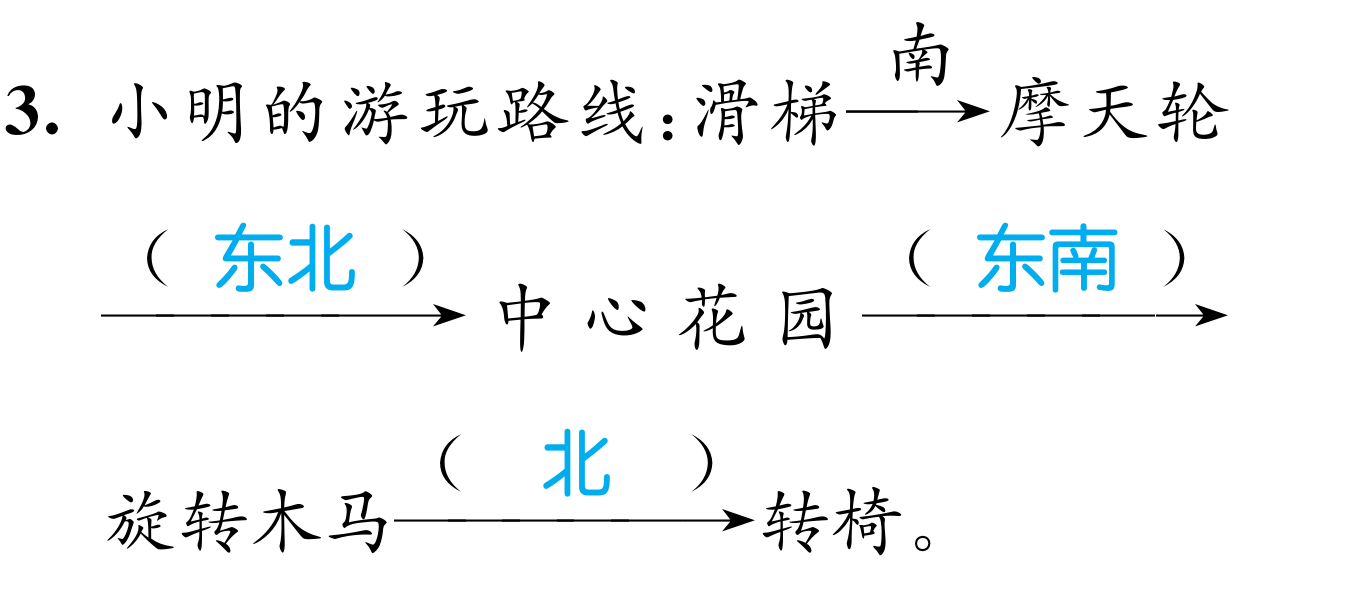 南
3. 小明的游玩路线:滑梯摩天轮
( 东北 ) ( 东南 )
中心花园
( 北 )
旋转木马转椅。